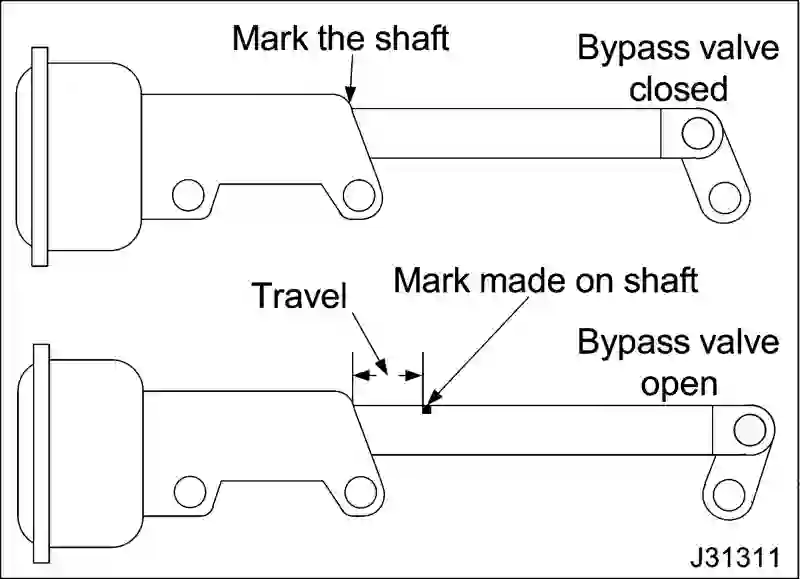 Mark the shaft
Bypass valve
closed
Travel
Mark made on shaft
Bypass valve
open
J31311